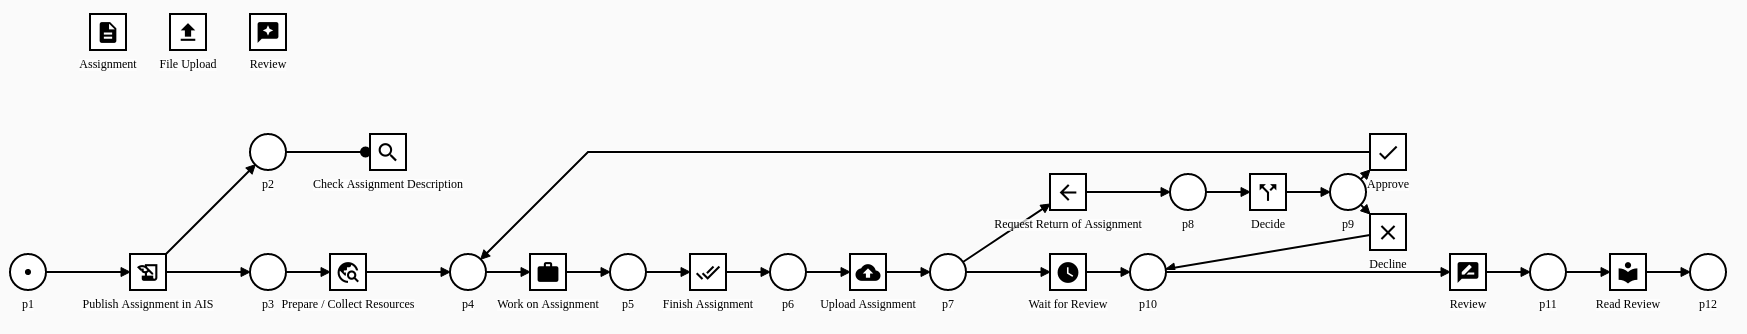 Assignment
File Upload
Review
p2
Check Assignment Description
Approve
Request Return of Assignment
p8
Decide
p9
Decline
p1
Publish Assignment in AIS
p3
Prepare / Collect Resources
p4
Work on Assignment
p5
Finish Assignment
p6
Upload Assignment
p7
Wait for Review
p10
Review
p11
Read Review
p12